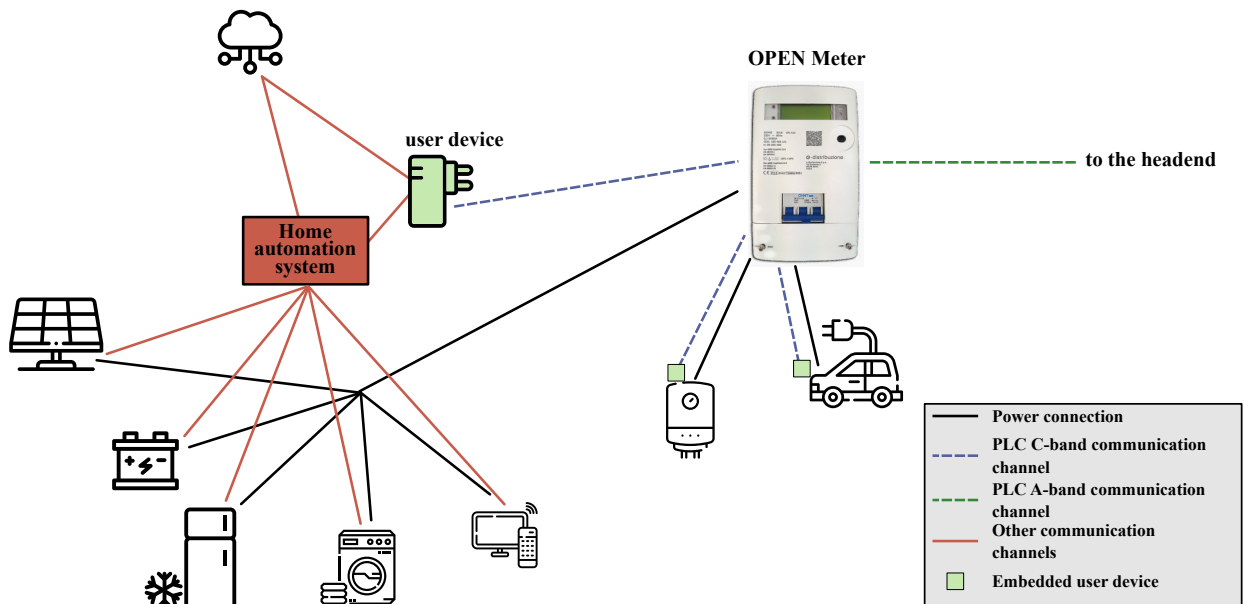 OPEN Meter
user device
to the headend
e-distribuzione
Home
automation
system
Power connection
PLC C-band communication
channel
PLC A-band communication
channel
Other communication
channels
Embedded user device